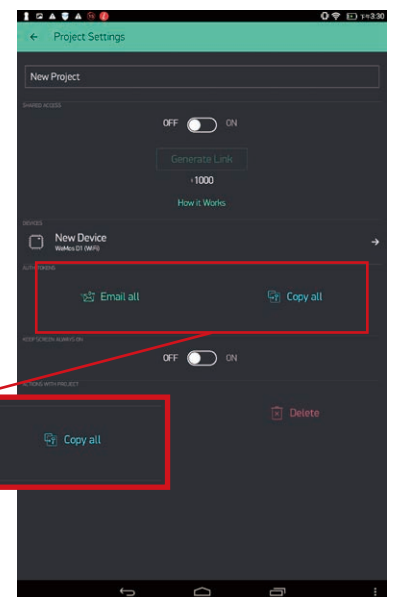 Project Settings
New Project
SHARED ACCESS
OFF ON
Generate Link
1000
How it Works
DEVICES
New Device
WeMos D1 (WiFi)
AUTH TOKENS
Email all Copy all
KEEP SCREEN ALWAYS ON
OFF ON
ACTIONS WITH PROJECT
Delete
Copy all